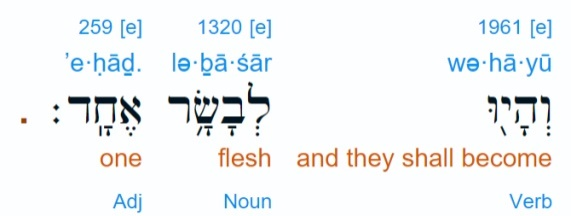 1961 [e] 1320 [e] 259 [e]
wə·hā·yū lə·ḇā·śār ’e·ḥāḏ.
וְהָי֖וּ לְבָשָׂ֥ר אֶחָֽד׃ .
and they shall become flesh one
Verb Noun Adj